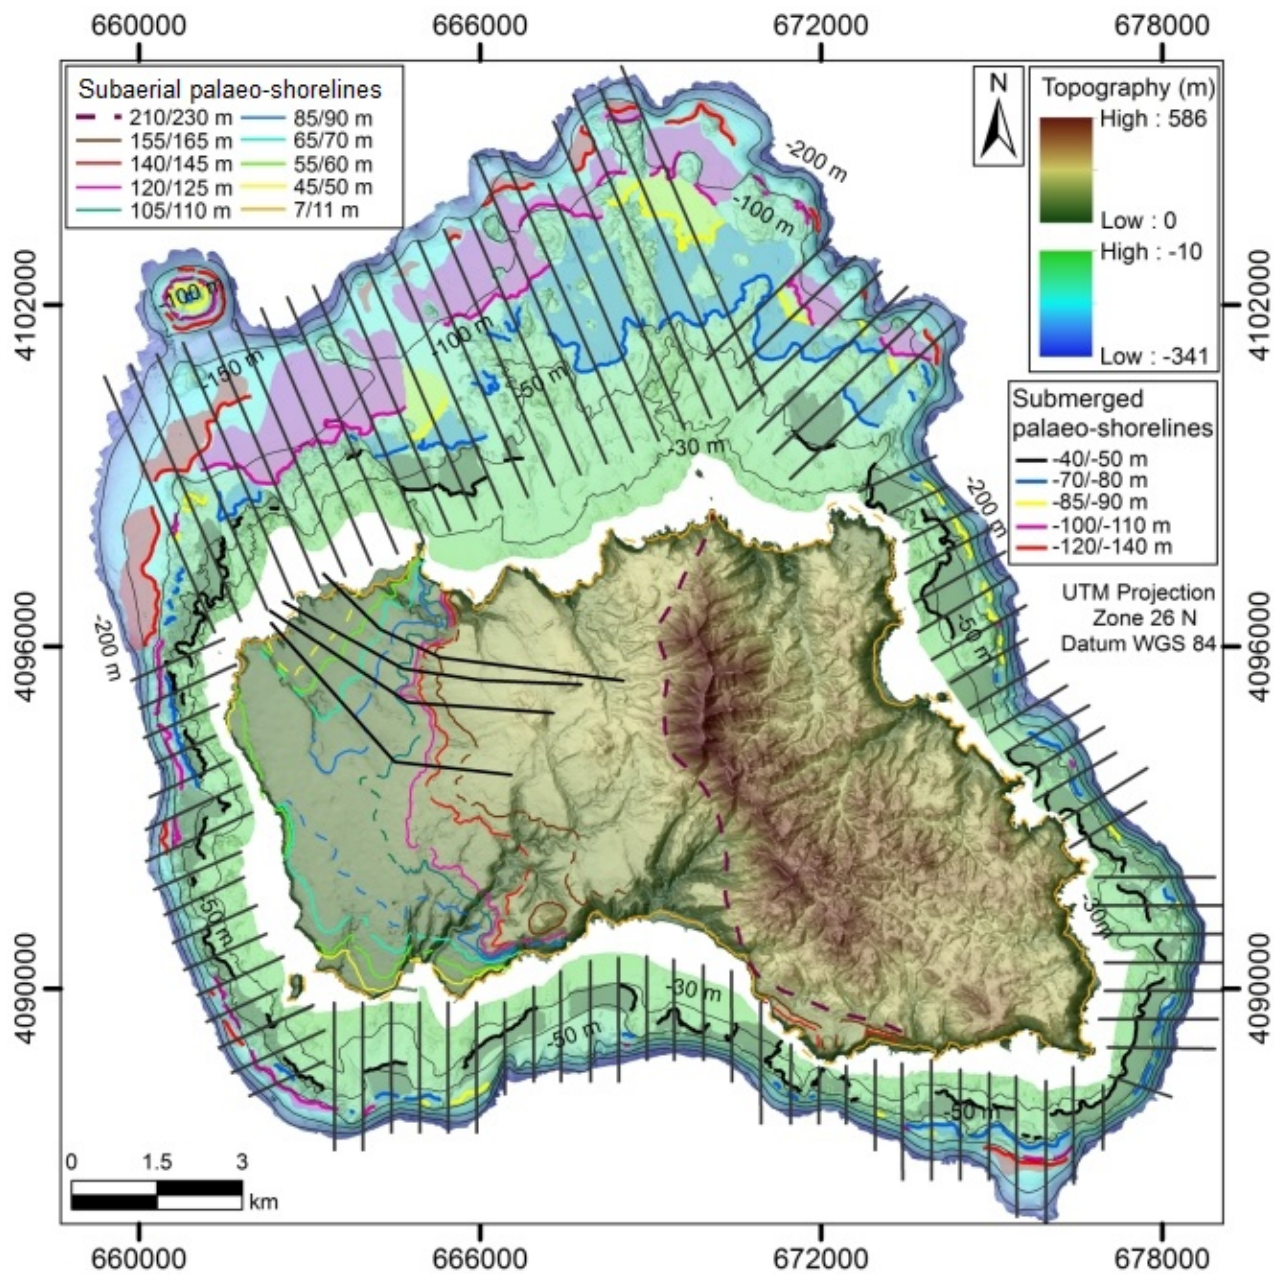 660000 666000 672000 678000
Subaerial palaeo-shorelines
210/230 m 85/90 m
155/165 m 65/70 m
140/145 m 55/60 m
120/125 m 45/50 m
105/110 m 7/11 m
N
Topography (m)
High : 586
Low : 0
High : -10
Low : -341
Submerged
palaeo-shorelines
-40/-50 m
-70/-80 m
-85/-90 m
-100/-110 m
-120/-140 m
UTM Projection
Zone 26 N
Datum WGS 84
-200 m
-100 m
-100 m
-100 m
-150 m
-50 m
-30 m
-200 m
-50 m
-200 m
-50 m
-30m
-30 m
-50 m
-50 m
4102000
4096000
4090000
4102000
4096000
4090000
0 1.5 3
km
660000 666000 672000 678000